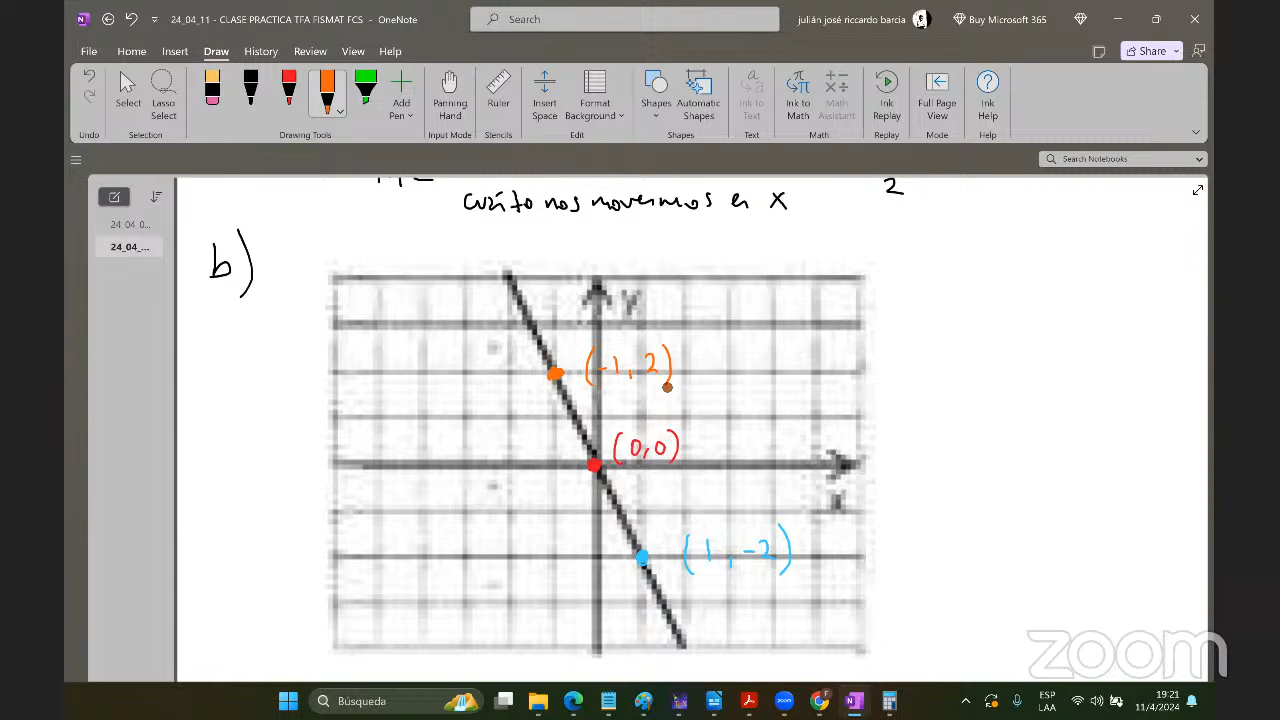 24_04_11 - CLASE PRACTICA TFA FISMAT FCS - OneNote
Search
julián josé riccardo barcia
Buy Microsoft 365
File Home Insert Draw History Review View Help
Share
Undo
Select
Lasso Select
Add Pen
Panning Hand
Ruler
Insert Space
Format Background
Shapes
Automatic Shapes
Ink to Text
Ink to Math
Math Assistant
Ink Replay
Full Page View
Ink Help
Selection
Drawing Tools
Input Mode
Stencils
Edit
Shapes
Math
Replay
Mode
Help
Search Notebooks
24_04_0...
24_04_...
cuánto nos movemos en x
2
b)
Y
(-1, 2)
(0,0)
X
(1, -2)
zoom
Búsqueda
ESP
LAA
19:21
11/4/2024